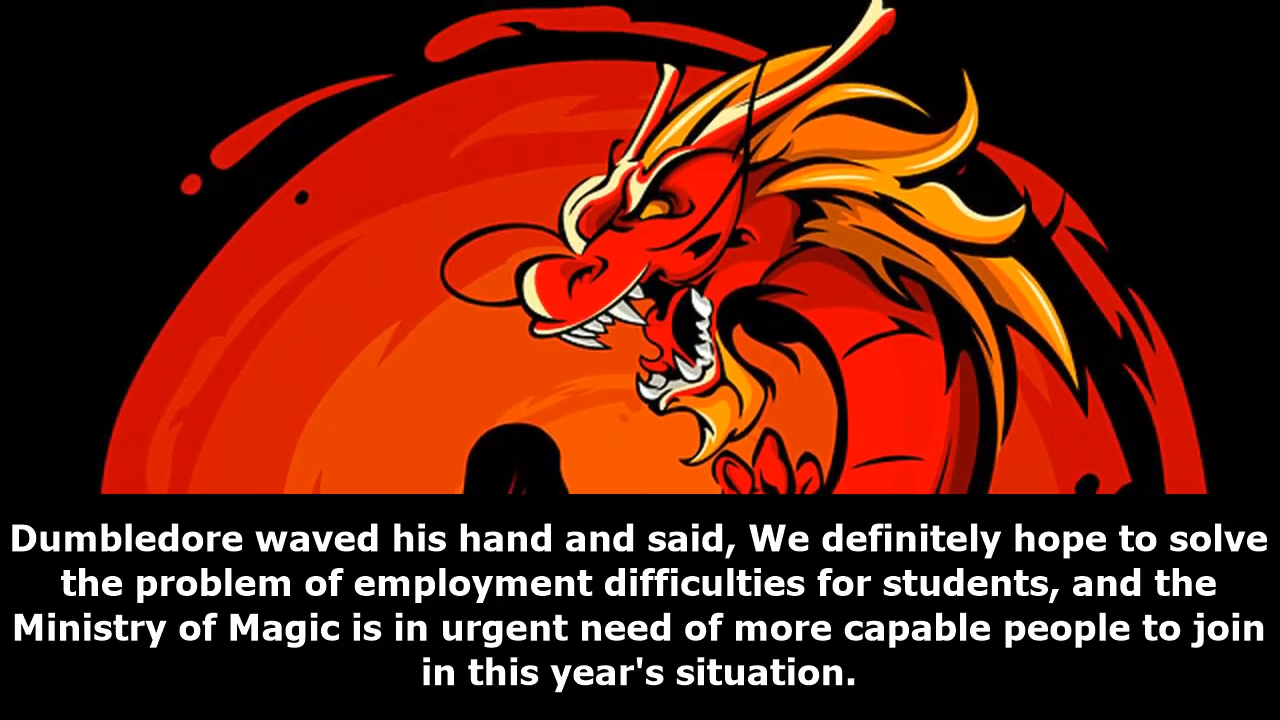 Dumbledore waved his hand and said, We definitely hope to solve
the problem of employment difficulties for students, and the
Ministry of Magic is in urgent need of more capable people to join
in this year's situation.